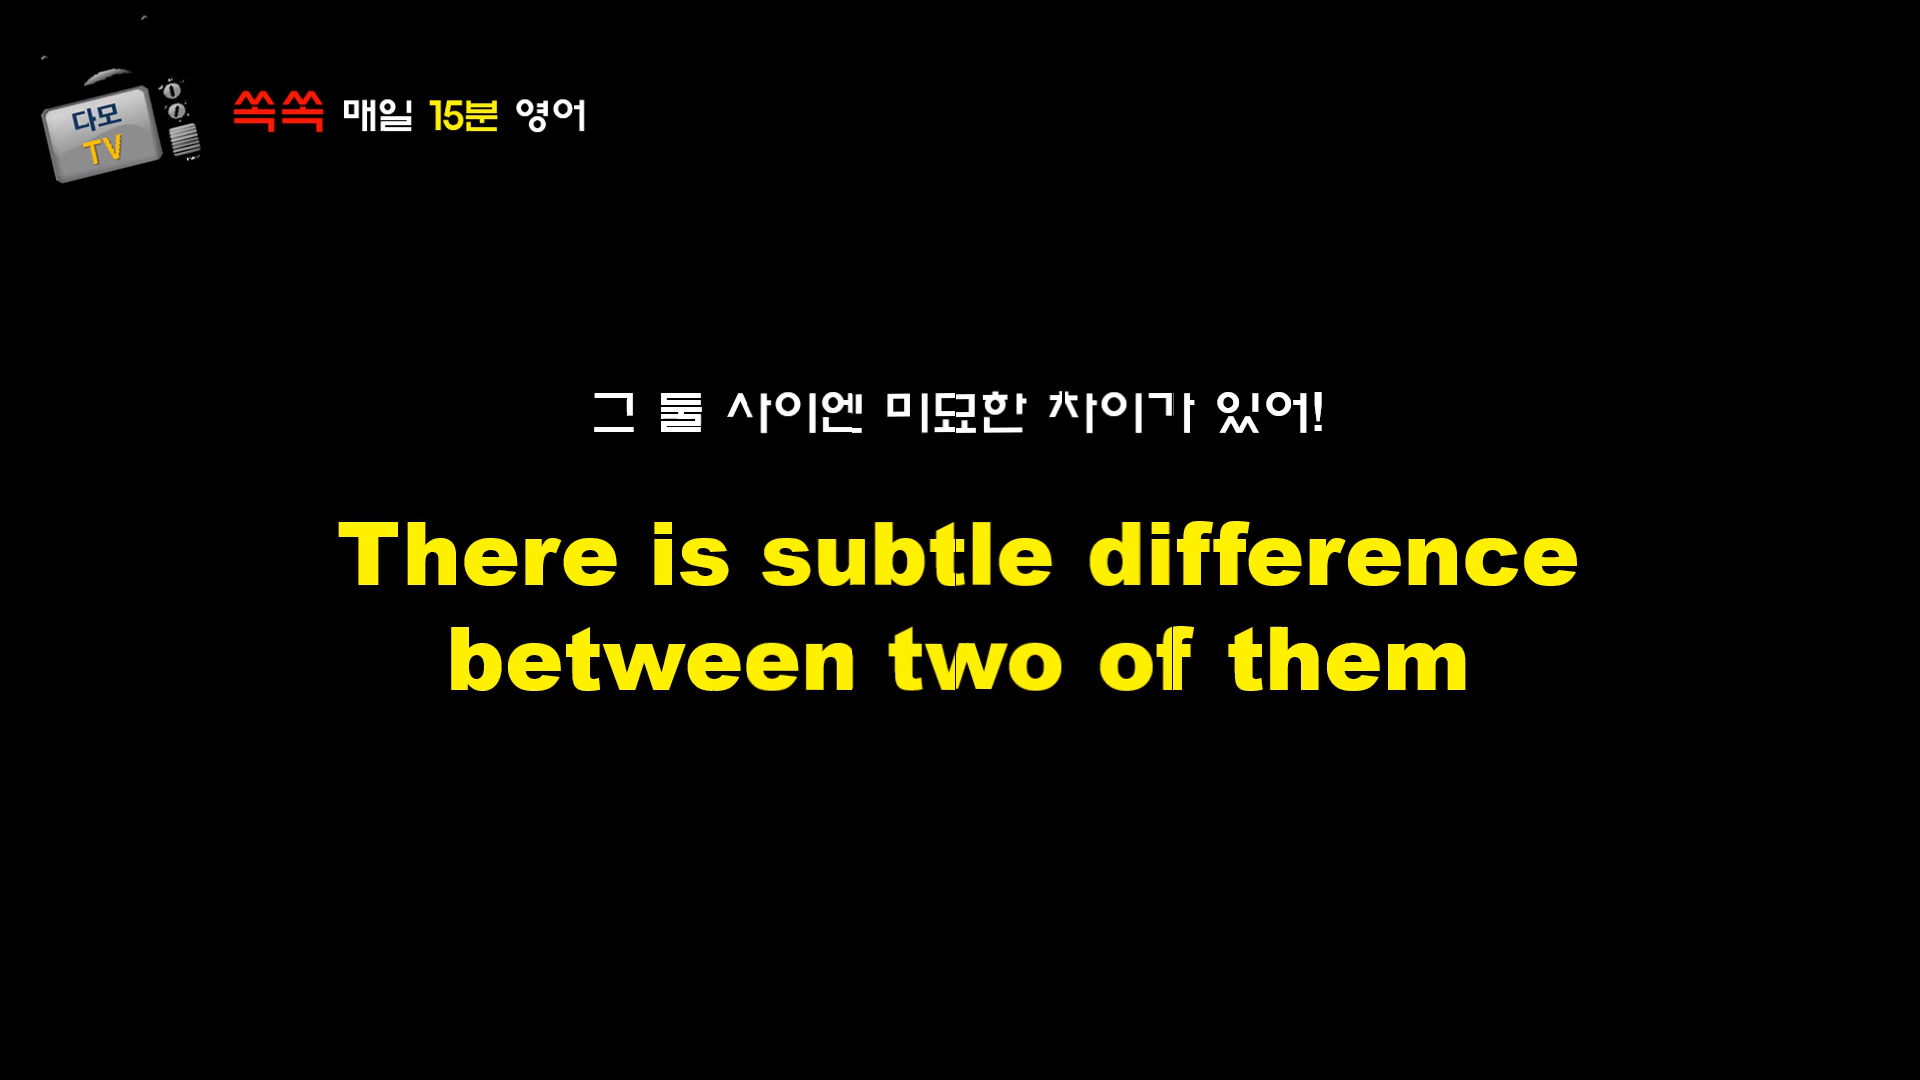 다모
TV
쏙쏙 매일 15분 영어
그 둘 사이엔 미묘한 차이가 있어!
There is subtle difference
between two of them